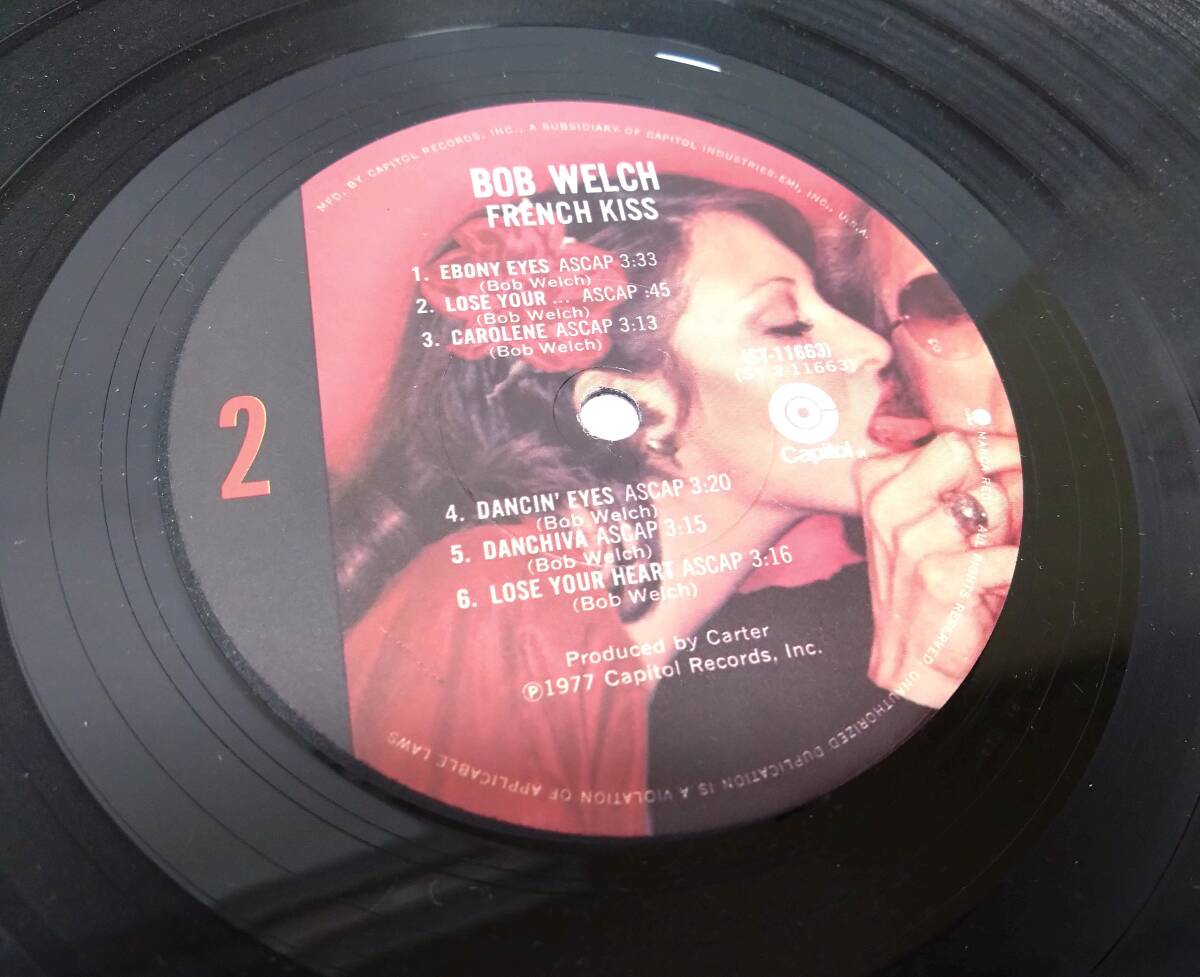 MFD. BY CAPITOL RECORDS, INC., A SUBSIDIARY OF CAPITOL INDUSTRIES-EMI, INC., U.S.A.
BOB WELCH
FRENCH KISS
1. EBONY EYES ASCAP 3:33
(Bob Welch)
2. LOSE YOUR ... ASCAP :45
(Bob Welch)
3. CAROLENE ASCAP 3:13
(Bob Welch)
(ST-11663)
(ST 2-11663)
Capitol
2
4. DANCIN' EYES ASCAP 3:20
(Bob Welch)
5. DANCHIVA ASCAP 3:15
(Bob Welch)
6. LOSE YOUR HEART ASCAP 3:16
(Bob Welch)
Produced by Carter
℗1977 Capitol Records, Inc.
MARCA REG. ALL RIGHTS RESERVED. UNAUTHORIZED DUPLICATION IS A VIOLATION OF APPLICABLE LAWS